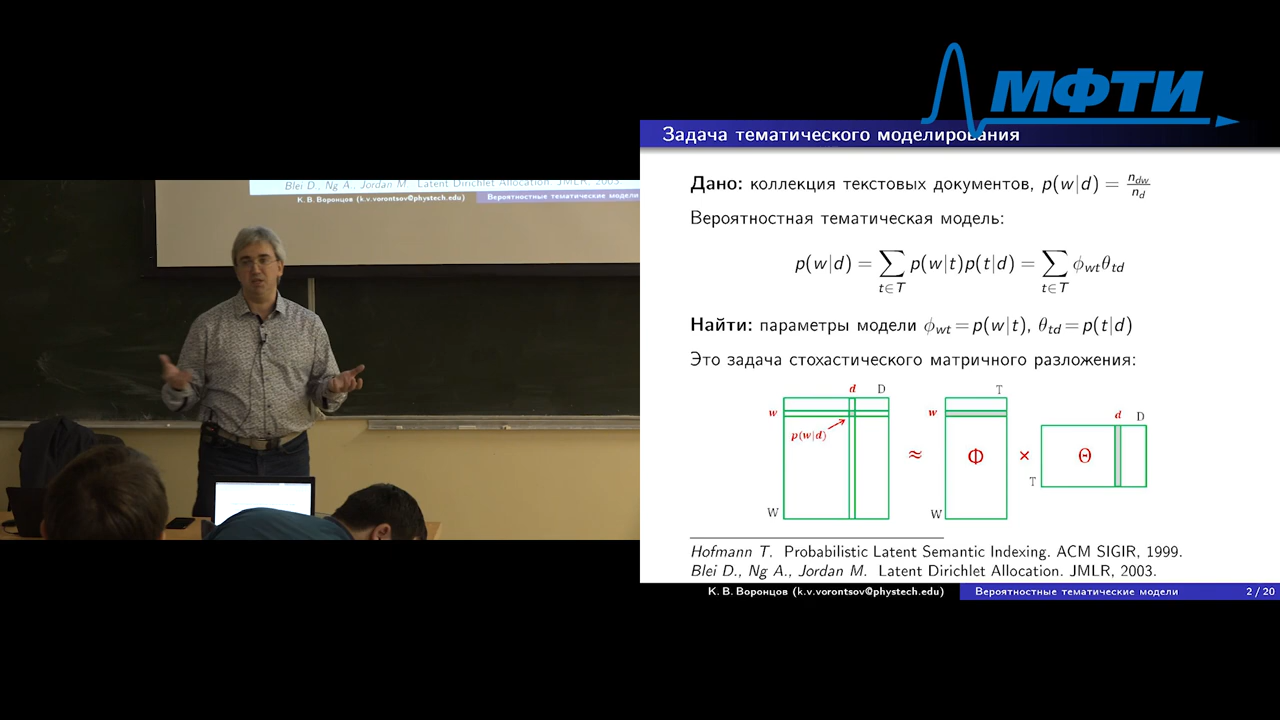 МФТИ
Blei D., Ng A., Jordan M. Latent Dirichlet Allocation. JMLR, 2003.
К. В. Воронцов (k.v.vorontsov@phystech.edu) Вероятностные тематические модели
Задача тематического моделирования
Дано: коллекция текстовых документов, p(w|d) = n_dw / n_d
Вероятностная тематическая модель:
p(w|d) = ∑_{t∈T} p(w|t)p(t|d) = ∑_{t∈T} ϕ_wt θ_td
Найти: параметры модели ϕ_wt = p(w|t), θ_td = p(t|d)
Это задача стохастического матричного разложения:
d D T
w w d D
p(w|d)
≈ Φ × Θ
T
W W
Hofmann T. Probabilistic Latent Semantic Indexing. ACM SIGIR, 1999.
Blei D., Ng A., Jordan M. Latent Dirichlet Allocation. JMLR, 2003.
К. В. Воронцов (k.v.vorontsov@phystech.edu) Вероятностные тематические модели 2 / 20